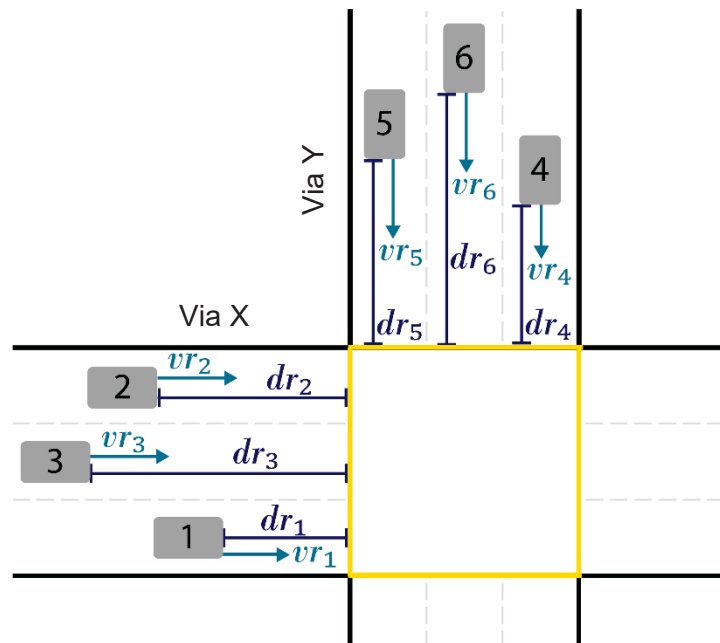 6
5
4
Via Y
vr₆
vr₅
dr₆
vr₄
Via X
dr₅
dr₄
vr₂
2
dr₂
vr₃
3
dr₃
dr₁
1
vr₁